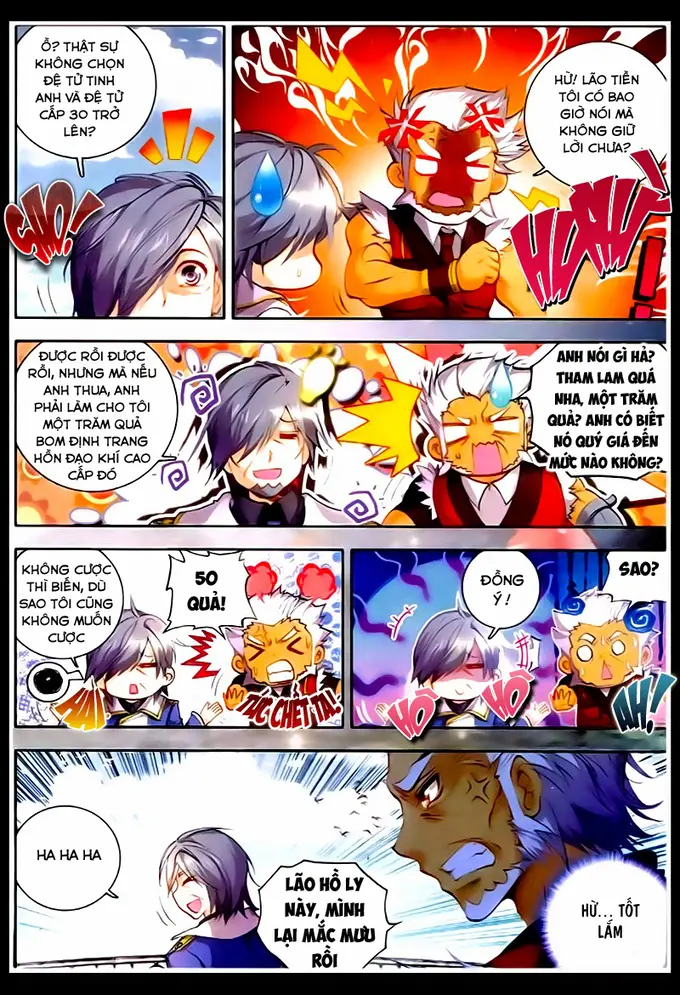 Ồ? THẬT SỰ
KHÔNG CHỌN
ĐỆ TỬ TINH
ANH VÀ ĐỆ TỬ
CẤP 30 TRỞ
LÊN?
SAO!
HỪ! LÃO TIỀN
TÔI CÓ BAO
GIỜ NÓI MÀ
KHÔNG GIỮ
LỜI CHƯA?
ĐƯỢC RỒI ĐƯỢC
RỒI, NHƯNG MÀ NẾU
ANH THUA, ANH
PHẢI LÀM CHO TÔI
MỘT TRĂM QUẢ
BOM ĐỊNH TRANG
HỒN ĐẠO KHÍ CAO
CẤP ĐÓ
ANH NÓI GÌ HẢ?
THAM LAM QUÁ
NHA, MỘT TRĂM
QUẢ? ANH CÓ BIẾT
NÓ QUÝ GIÁ ĐẾN
MỨC NÀO KHÔNG?
KHÔNG CƯỢC
THÌ BIẾN, DÙ
SAO TÔI CŨNG
KHÔNG MUỐN
CƯỢC
50
QUẢ!
TỨC CHẾT TA!
ĐỒNG
Ý!
SAO?
HÔ HÔ
AH!
HA HA HA
LÃO HỒ LY
NÀY, MÌNH
LẠI MẮC MƯU
RỒI
HỪ... TỐT
LẮM